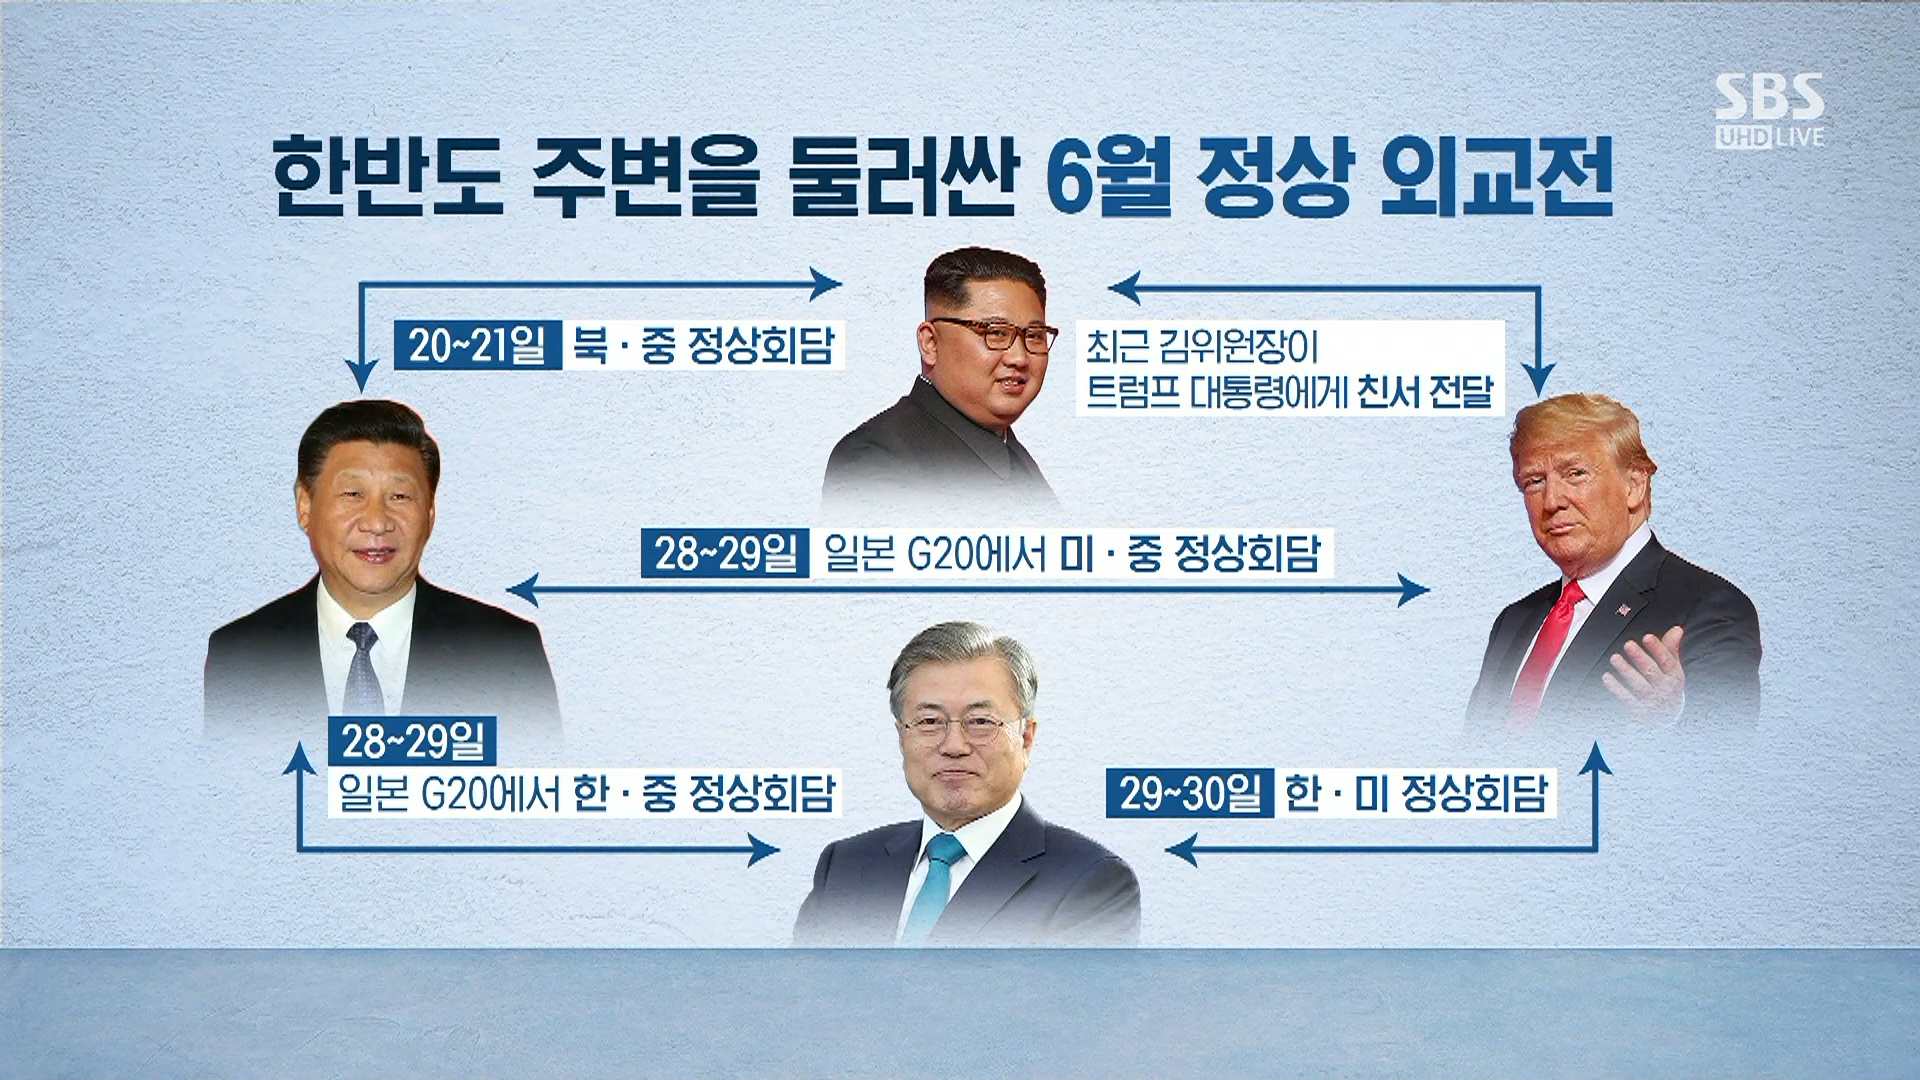 SBS
UHD LIVE
한반도 주변을 둘러싼 6월 정상 외교전
20~21일 북·중 정상회담
최근 김위원장이
트럼프 대통령에게 친서 전달
28~29일 일본 G20에서 미·중 정상회담
28~29일
일본 G20에서 한·중 정상회담
29~30일 한·미 정상회담